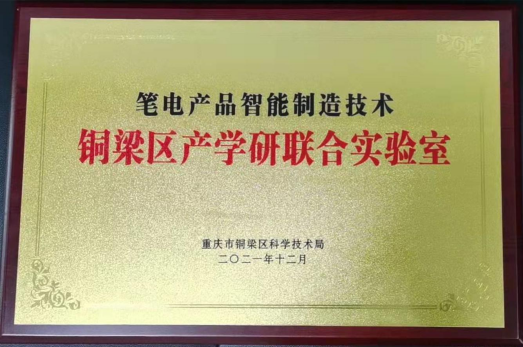 笔电产品智能制造技术
铜梁区产学研联合实验室
重庆市铜梁区科学技术局
二〇二一年十二月